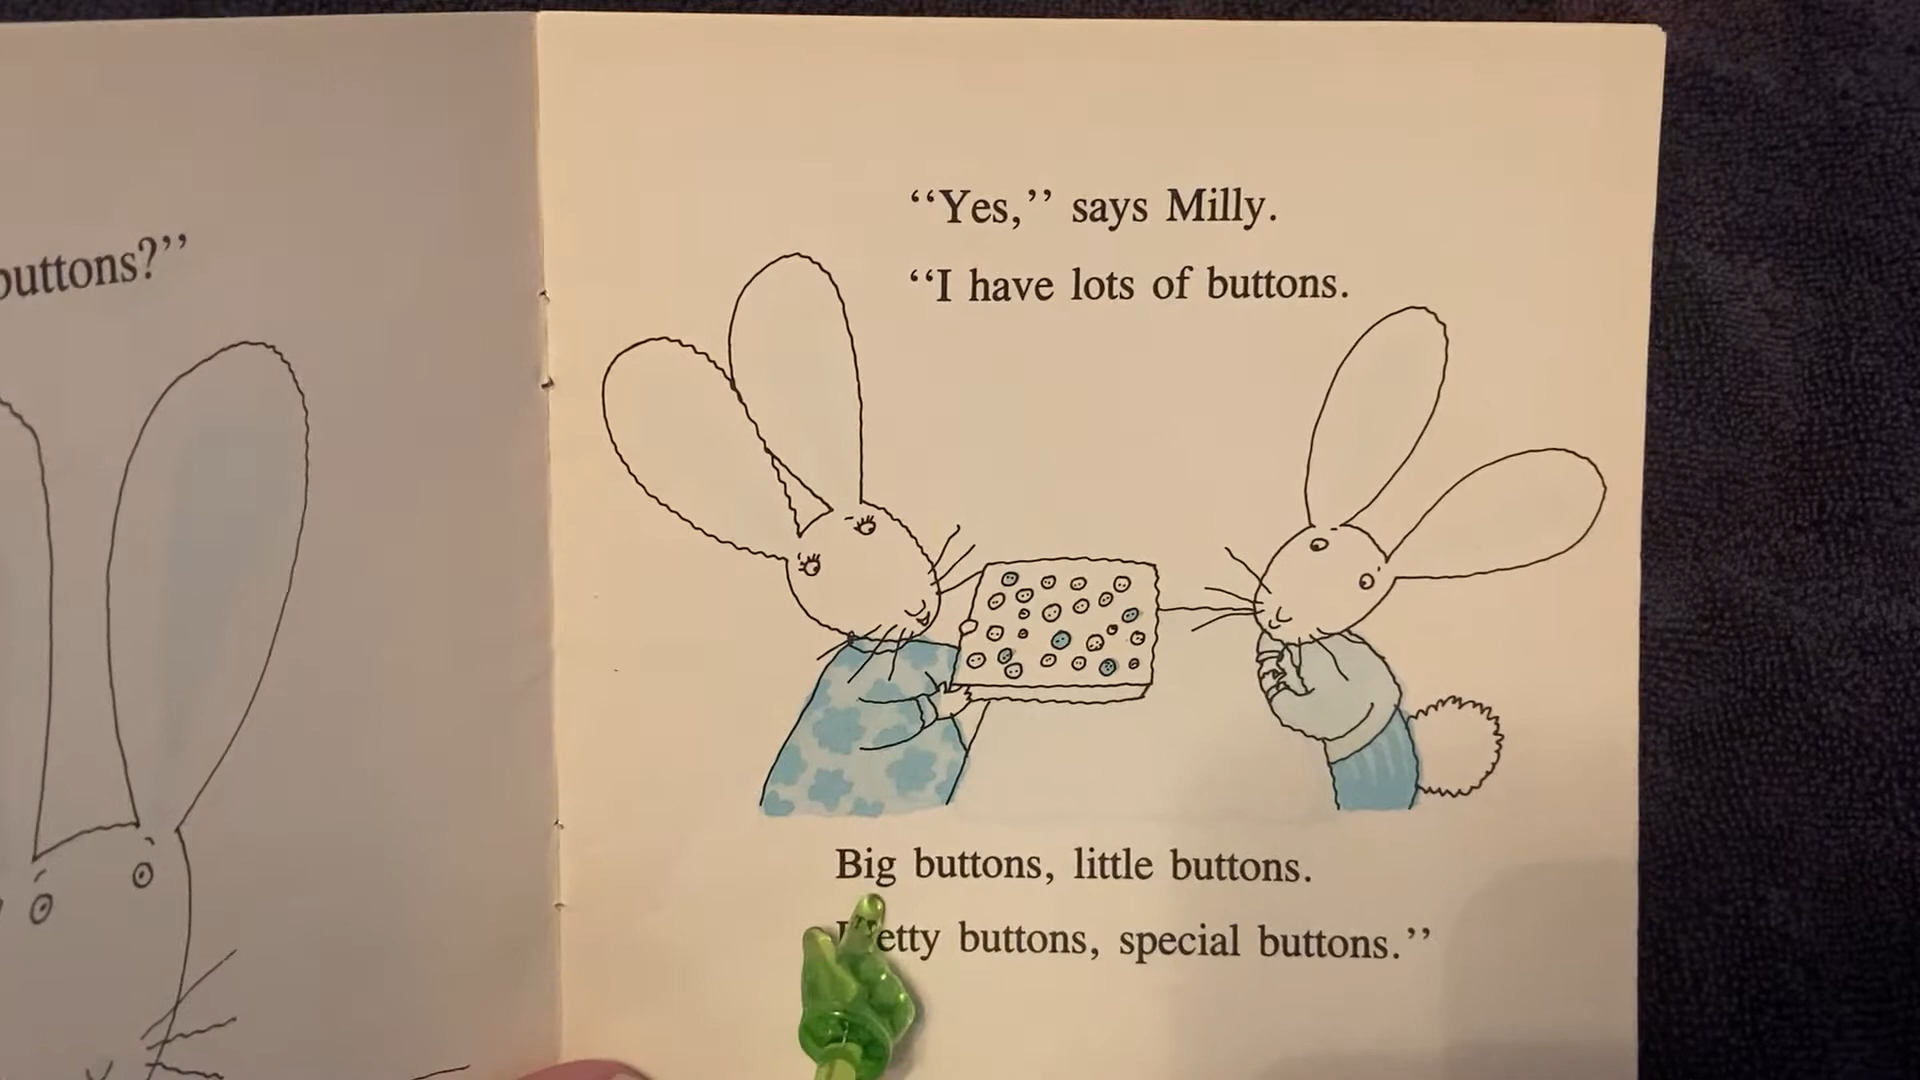 buttons?’’
‘‘Yes,’’ says Milly.
‘‘I have lots of buttons.
Big buttons, little buttons.
buttons, special buttons.’’